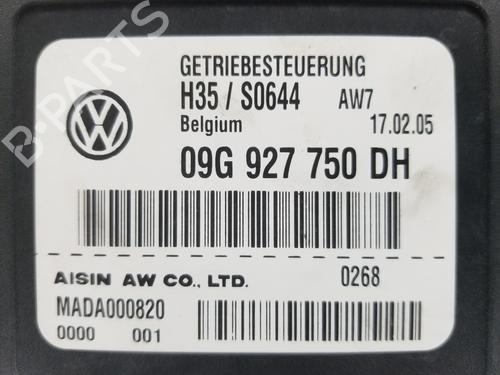 GETRIEBESTEUERUNG
H35 / S0644 AW7
Belgium 17.02.05
09G 927 750 DH
AISIN AW CO., LTD. 0268
MADA000820
0000 001